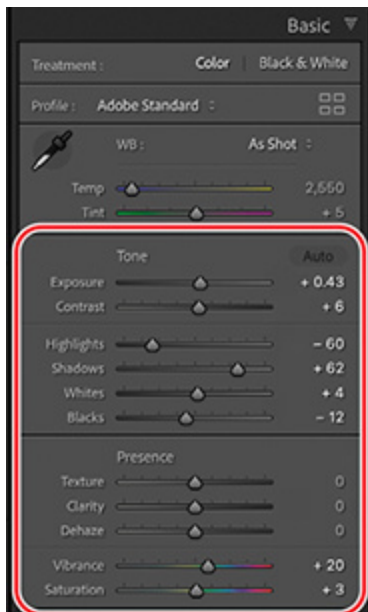 Basic
Treatment : Color Black & White
Profile : Adobe Standard
WB : As Shot
Temp 2,550
Tint + 5
Tone Auto
Exposure + 0.43
Contrast + 6
Highlights − 60
Shadows + 62
Whites + 4
Blacks − 12
Presence
Texture 0
Clarity 0
Dehaze 0
Vibrance + 20
Saturation + 3